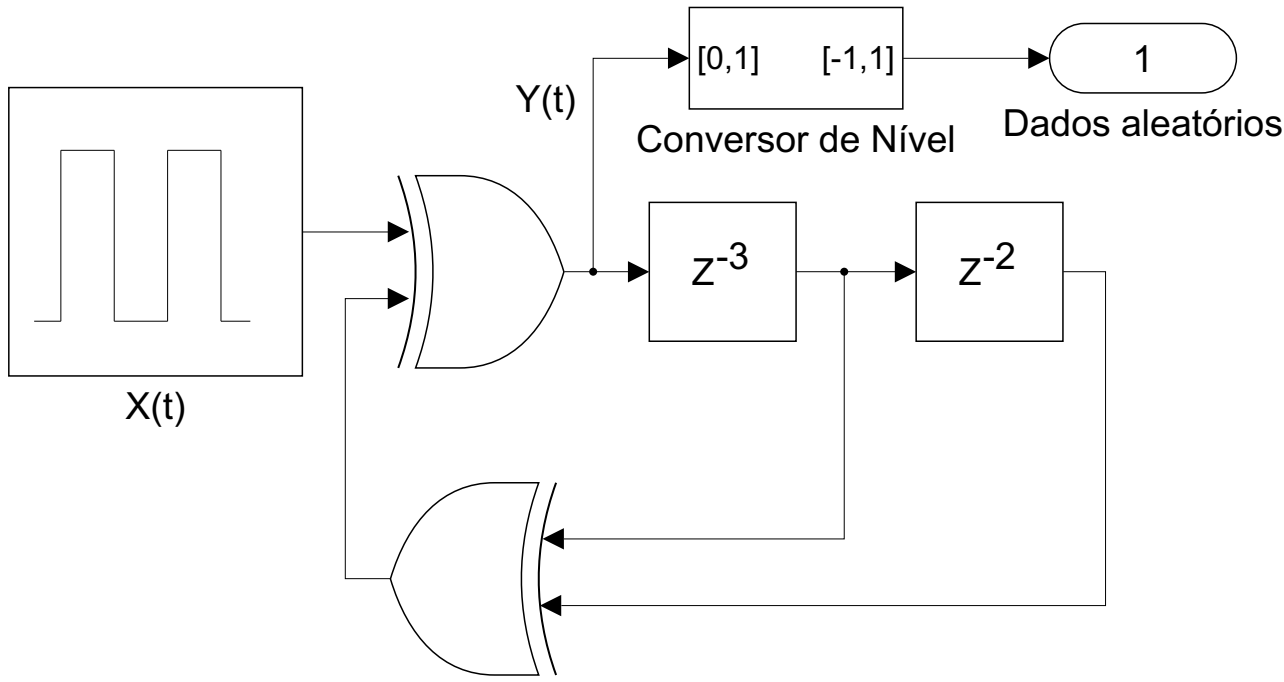 [0,1] [-1,1]
1
Y(t)
Conversor de Nível
Dados aleatórios
Z-3
Z-2
X(t)